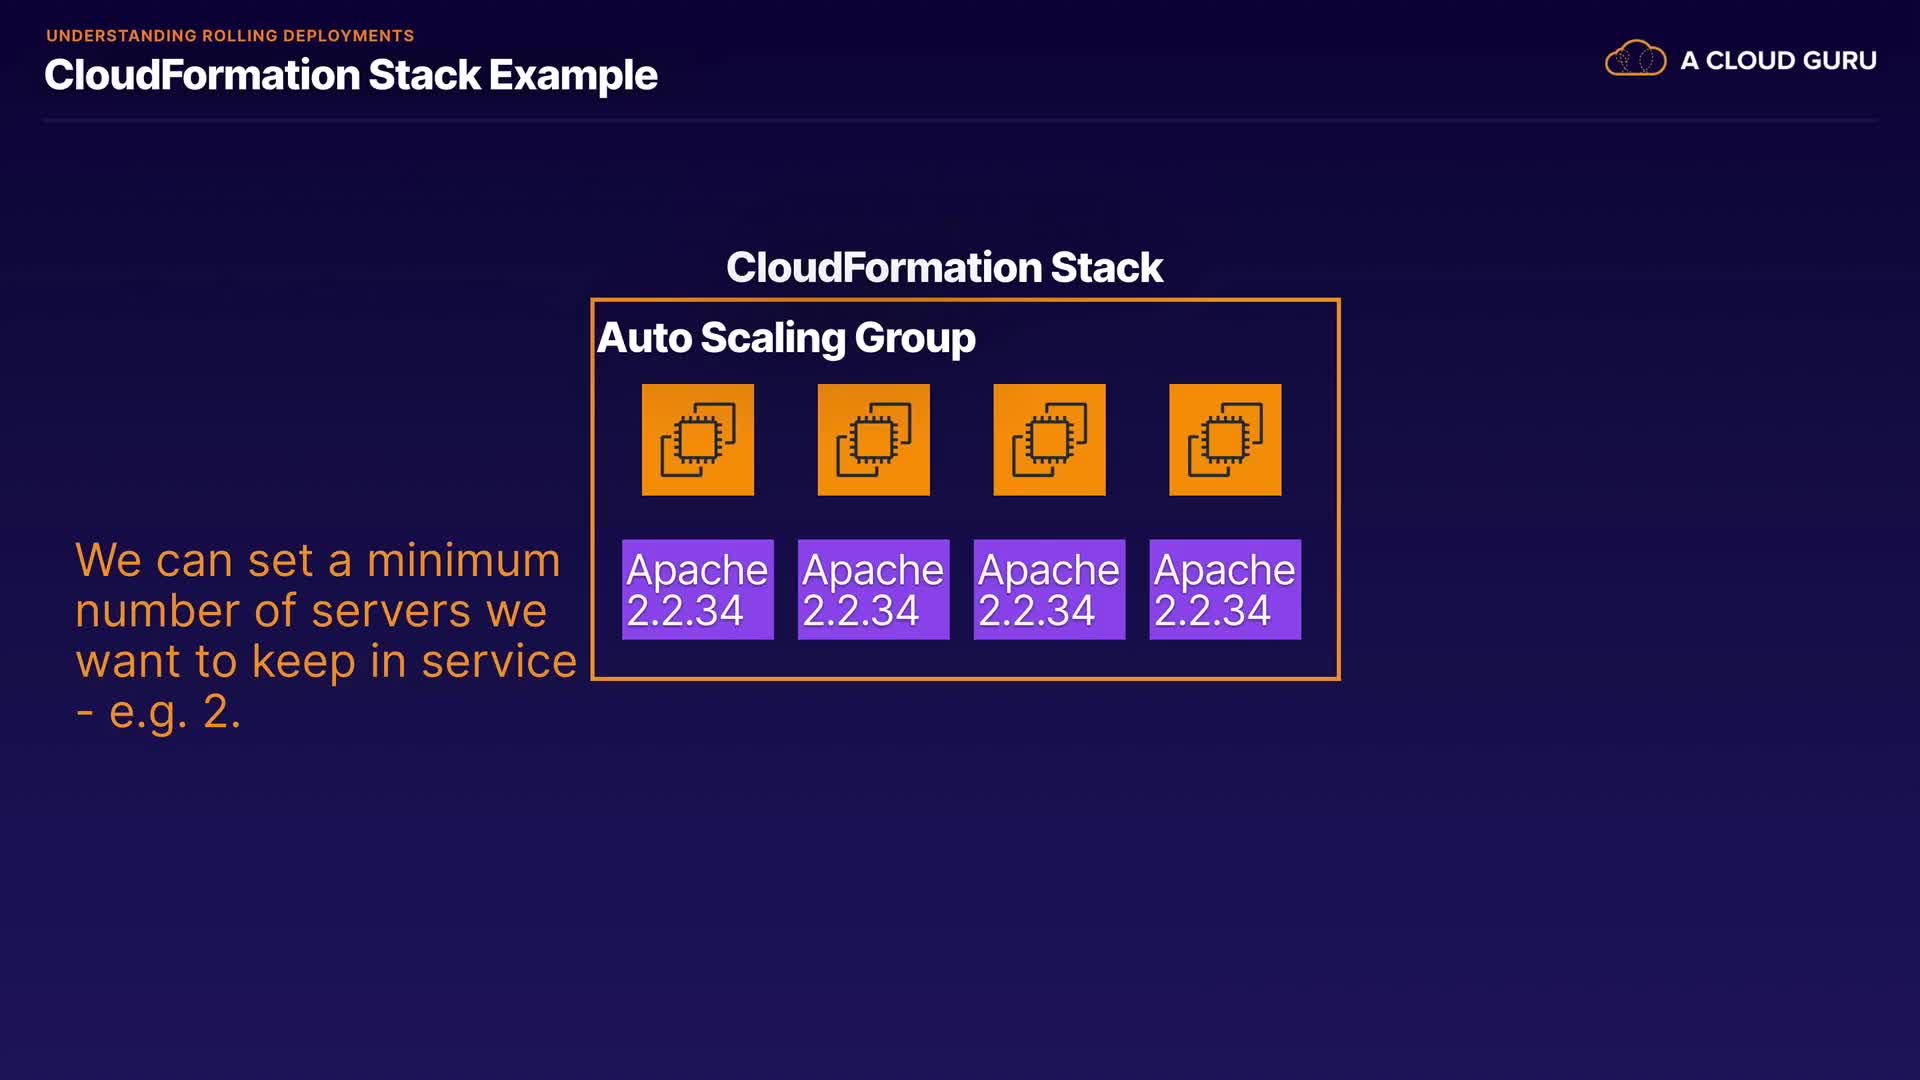 UNDERSTANDING ROLLING DEPLOYMENTS
CloudFormation Stack Example
A CLOUD GURU
CloudFormation Stack
Auto Scaling Group
We can set a minimum
number of servers we
want to keep in service
- e.g. 2.
Apache
2.2.34
Apache
2.2.34
Apache
2.2.34
Apache
2.2.34